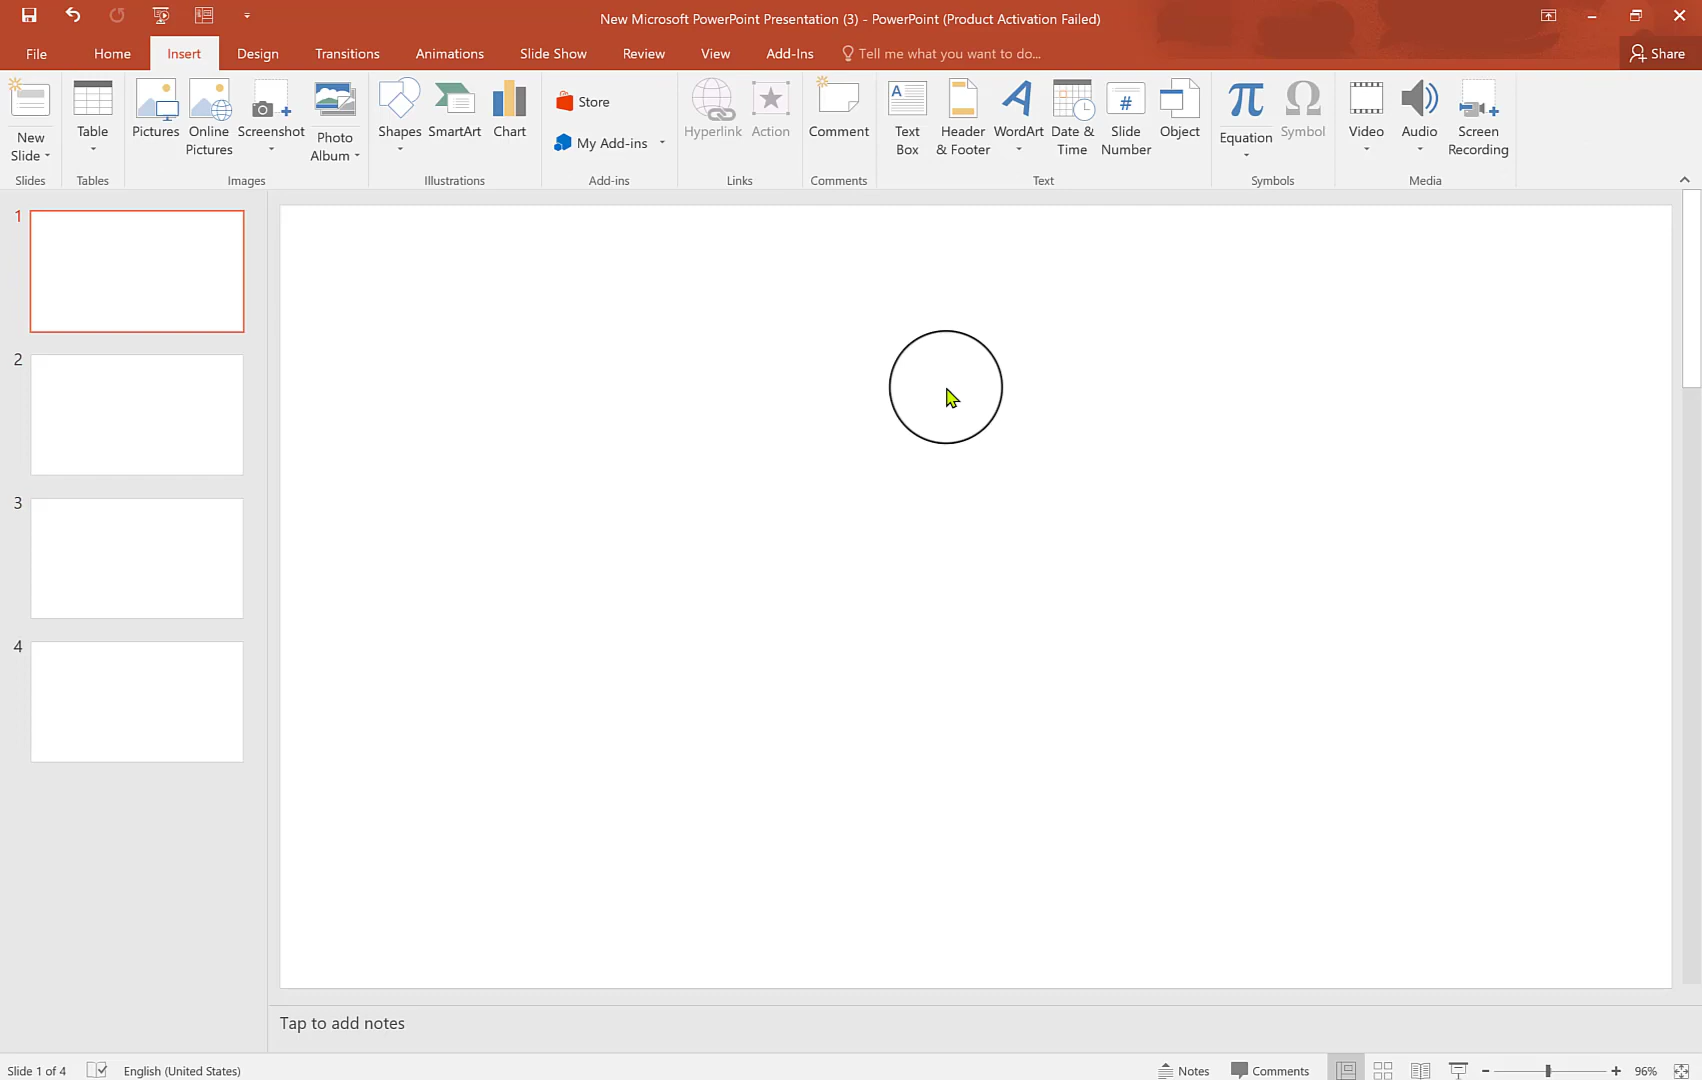 New Microsoft PowerPoint Presentation (3) - PowerPoint (Product Activation Failed)
File Home Insert Design Transitions Animations Slide Show Review View Add-Ins Tell me what you want to do... Share
New Slide
Table
Pictures
Online Pictures
Screenshot
Photo Album
Shapes
SmartArt
Chart
Store
My Add-ins
Hyperlink
Action
Comment
A
Text Box
Header & Footer
A
WordArt
Date & Time
#
Slide Number
Object
π
Equation
Ω
Symbol
Video
Audio
Screen Recording
Slides Tables Images Illustrations Add-ins Links Comments Text Symbols Media
1
2
3
4
Tap to add notes
Slide 1 of 4 English (United States) Notes Comments - + 96%